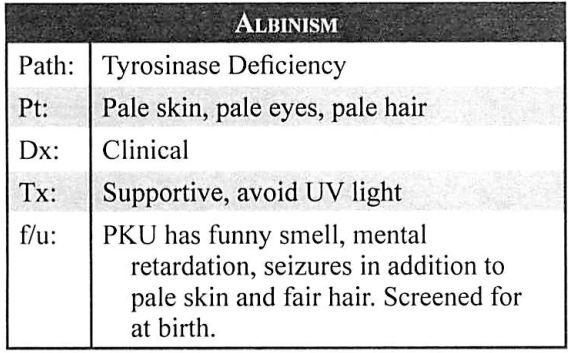 ALBINISM
Path: Tyrosinase Deficiency
Pt: Pale skin, pale eyes, pale hair
Dx: Clinical
Tx: Supportive, avoid UV light
f/u: PKU has funny smell, mental
retardation, seizures in addition to
pale skin and fair hair. Screened for
at birth.